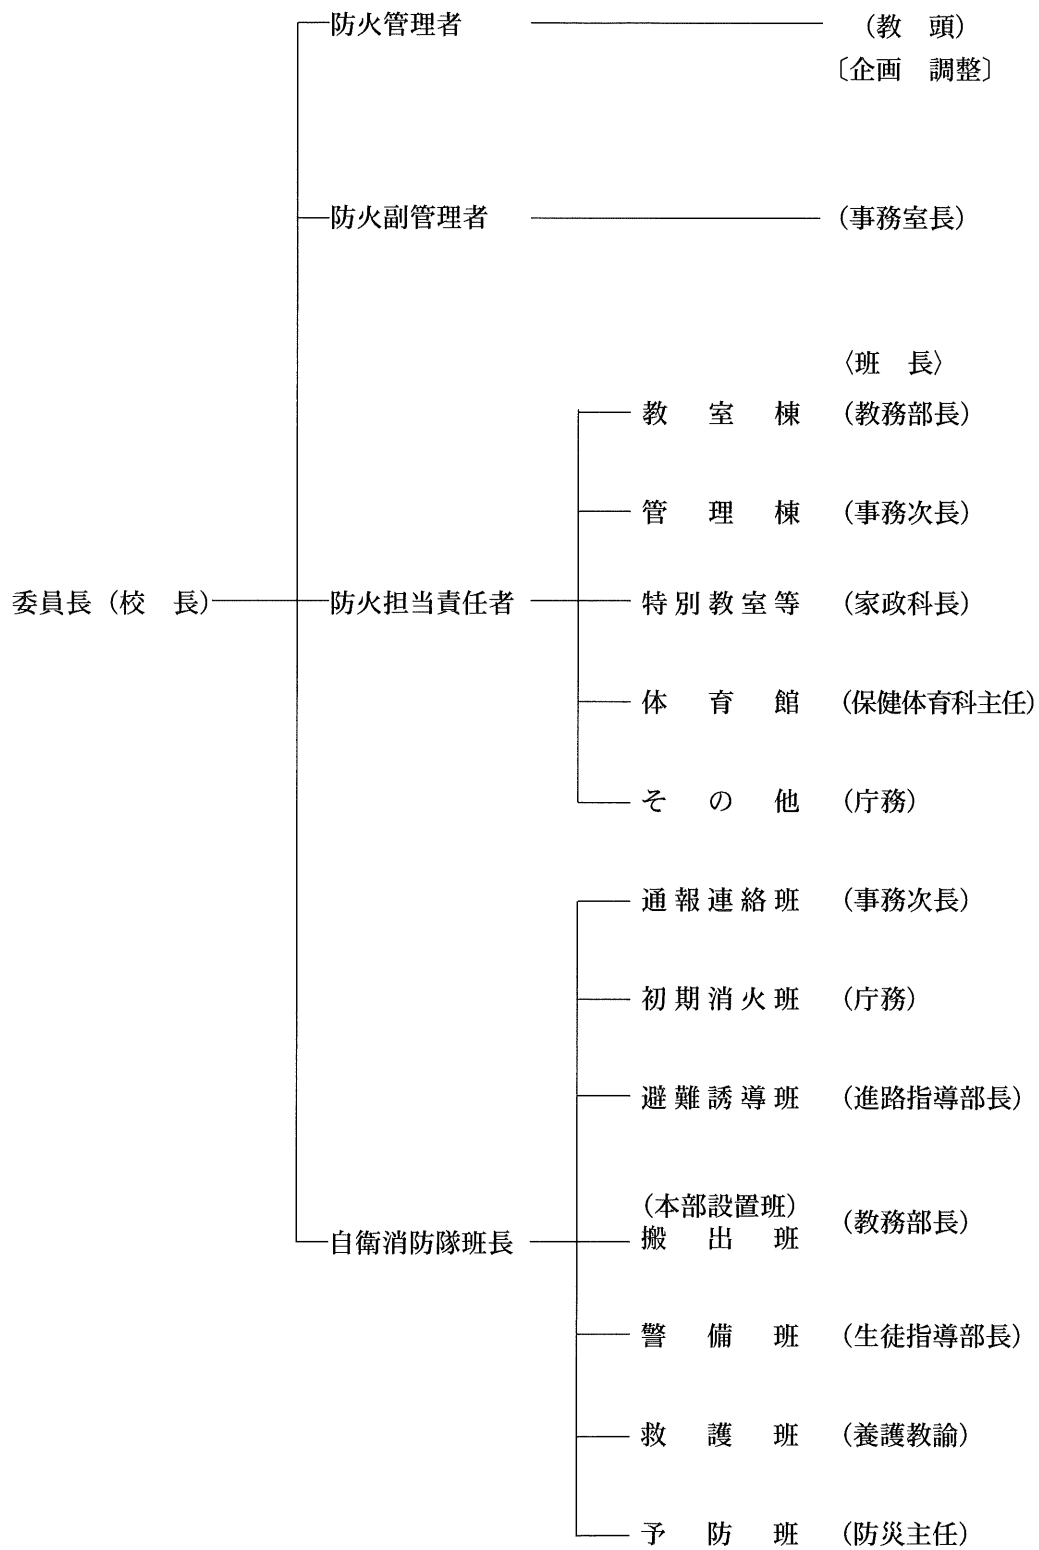 防火管理者 (教 頭)
〔企画 調整〕
防火副管理者 (事務室長)
〈班 長〉
教室棟 (教務部長)
管理棟 (事務次長)
委員長(校 長) 防火担当責任者 特別教室等 (家政科長)
体育館 (保健体育科主任)
その他 (庁務)
通報連絡班 (事務次長)
初期消火班 (庁務)
避難誘導班 (進路指導部長)
(本部設置班)
自衛消防隊班長 搬出班 (教務部長)
警備班 (生徒指導部長)
救護班 (養護教諭)
予防班 (防災主任)